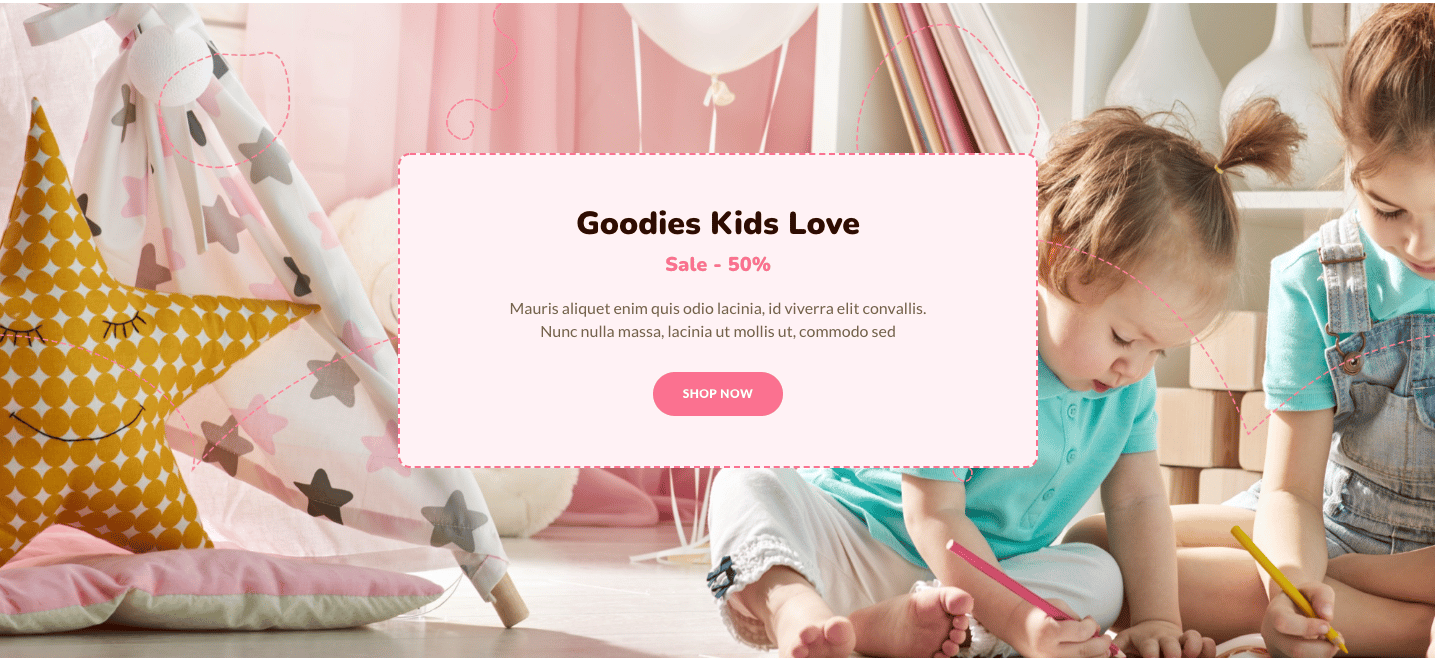 Goodies Kids Love
Sale - 50%
Mauris aliquet enim quis odio lacinia, id viverra elit convallis.
Nunc nulla massa, lacinia ut mollis ut, commodo sed
SHOP NOW